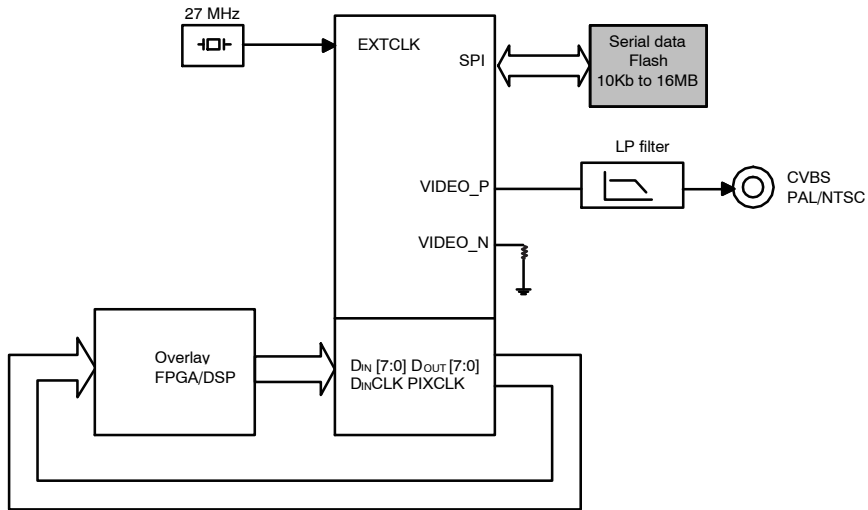 27 MHz
EXTCLK
SPI
Serial data
Flash
10Kb to 16MB
LP filter
VIDEO_P
CVBS
PAL/NTSC
VIDEO_N
Overlay
FPGA/DSP
DIN [7:0] DOUT [7:0]
DINCLK PIXCLK